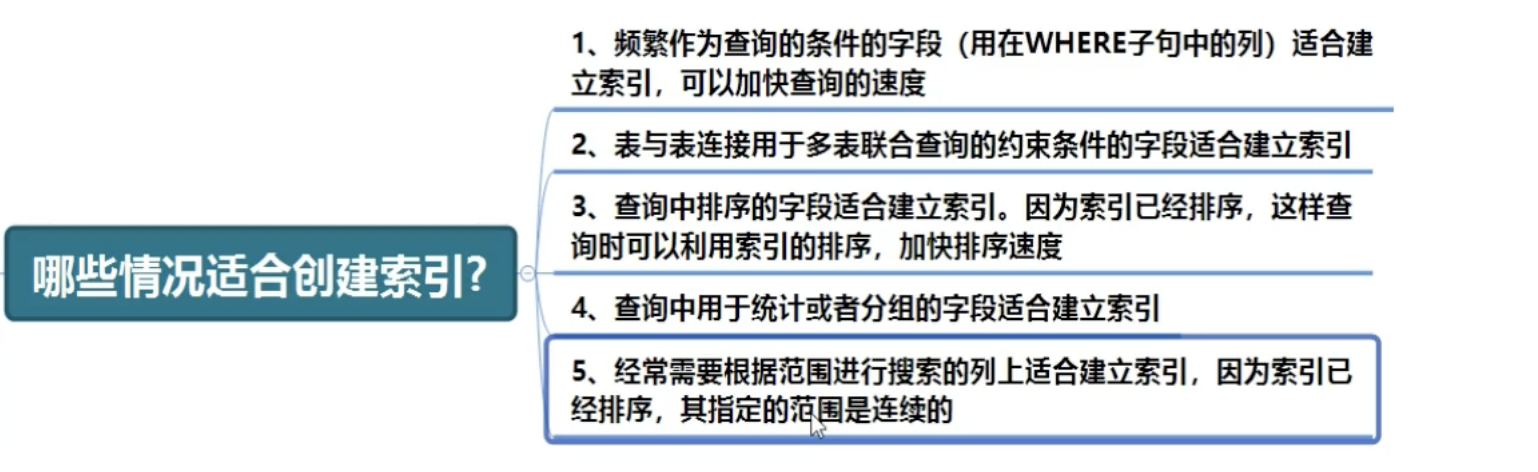 哪些情况适合创建索引?
1、频繁作为查询的条件的字段（用在WHERE子句中的列）适合建
立索引，可以加快查询的速度
2、表与表连接用于多表联合查询的约束条件的字段适合建立索引
3、查询中排序的字段适合建立索引。因为索引已经排序，这样查
询时可以利用索引的排序，加快排序速度
4、查询中用于统计或者分组的字段适合建立索引
5、经常需要根据范围进行搜索的列上适合建立索引，因为索引已
经排序，其指定的范围是连续的